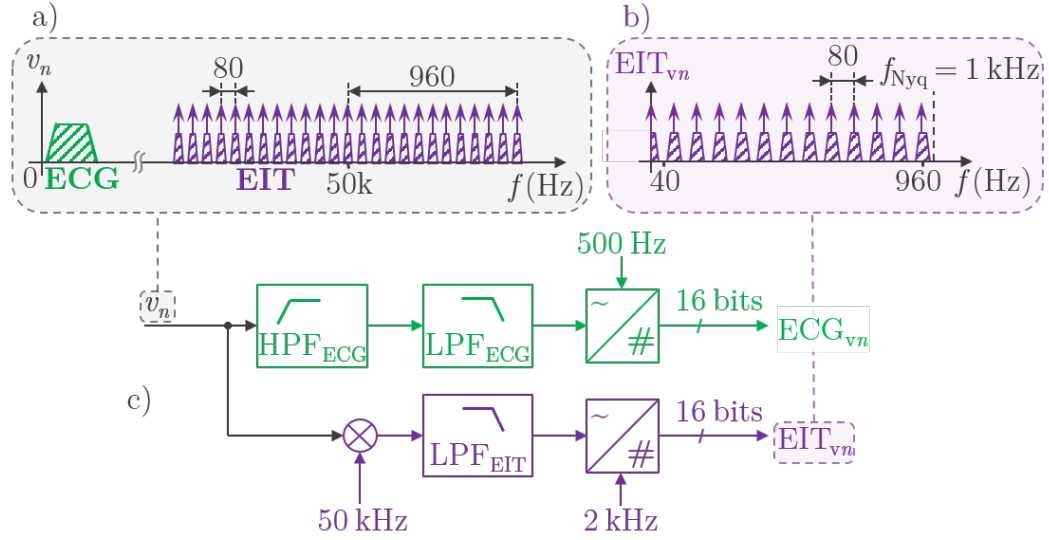 a)
v_n
80
960
0
ECG
EIT
50k
f(Hz)
b)
EIT_vn
80
f_Nyq = 1 kHz
40
960
f(Hz)
500 Hz
v_n
HPF_ECG
LPF_ECG
~
#
16 bits
ECG_vn
c)
LPF_EIT
~
#
16 bits
EIT_vn
50 kHz
2 kHz